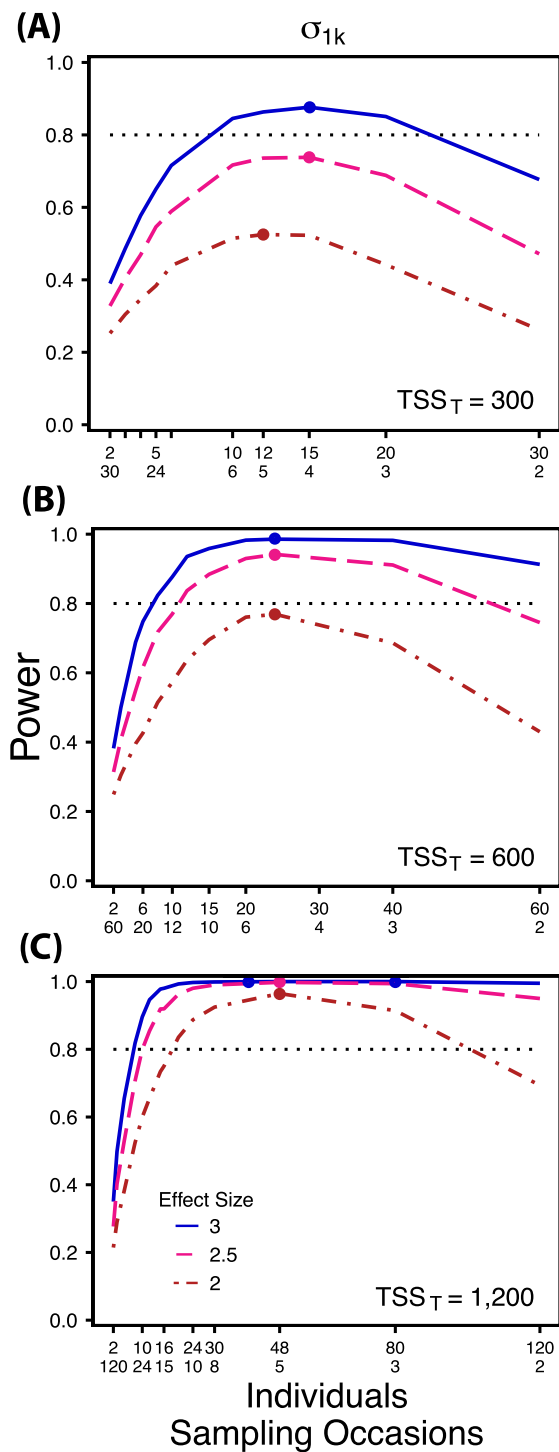 (A)
σ1k
1.0
0.8
0.6
0.4
0.2
0.0
TSS T = 300
2 5 10 12 15 20 30
30 24 6 5 4 3 2
(B)
1.0
0.8
0.6
0.4
0.2
0.0
Power
TSS T = 600
2 6 10 15 20 30 40 60
60 20 12 10 6 4 3 2
(C)
1.0
0.8
0.6
0.4
0.2
0.0
Effect Size
3
2.5
2
TSS T = 1,200
2 10 16 24 30 48 80 120
120 24 15 10 8 5 3 2
Individuals
Sampling Occasions